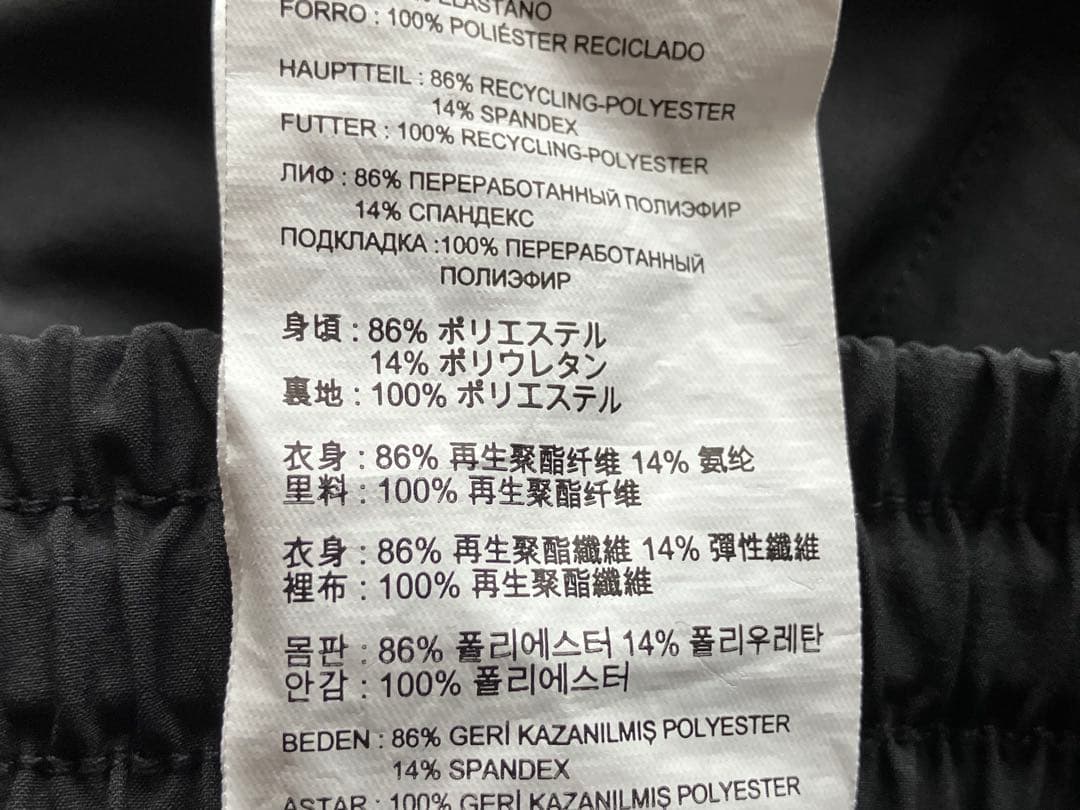 ELASTANO
FORRO : 100% POLIÉSTER RECICLADO
HAUPTTEIL : 86% RECYCLING-POLYESTER
14% SPANDEX
FUTTER : 100% RECYCLING-POLYESTER
ЛИФ : 86% ПЕРЕРАБОТАННЫЙ ПОЛИЭФИР
14% СПАНДЕКС
ПОДКЛАДКА :100% ПЕРЕРАБОТАННЫЙ
ПОЛИЭФИР
身頃 : 86% ポリエステル
14% ポリウレタン
裏地 : 100% ポリエステル
衣身 : 86% 再生聚酯纤维 14% 氨纶
里料 : 100% 再生聚酯纤维
衣身 : 86% 再生聚酯纖維 14% 彈性纖維
裡布 : 100% 再生聚酯纖維
몸판 : 86% 폴리에스터 14% 폴리우레탄
안감 : 100% 폴리에스터
BEDEN : 86% GERİ KAZANILMIŞ POLYESTER
14% SPANDEX
ASTAR : 100% GERİ KAZANILMIŞ POLYESTER